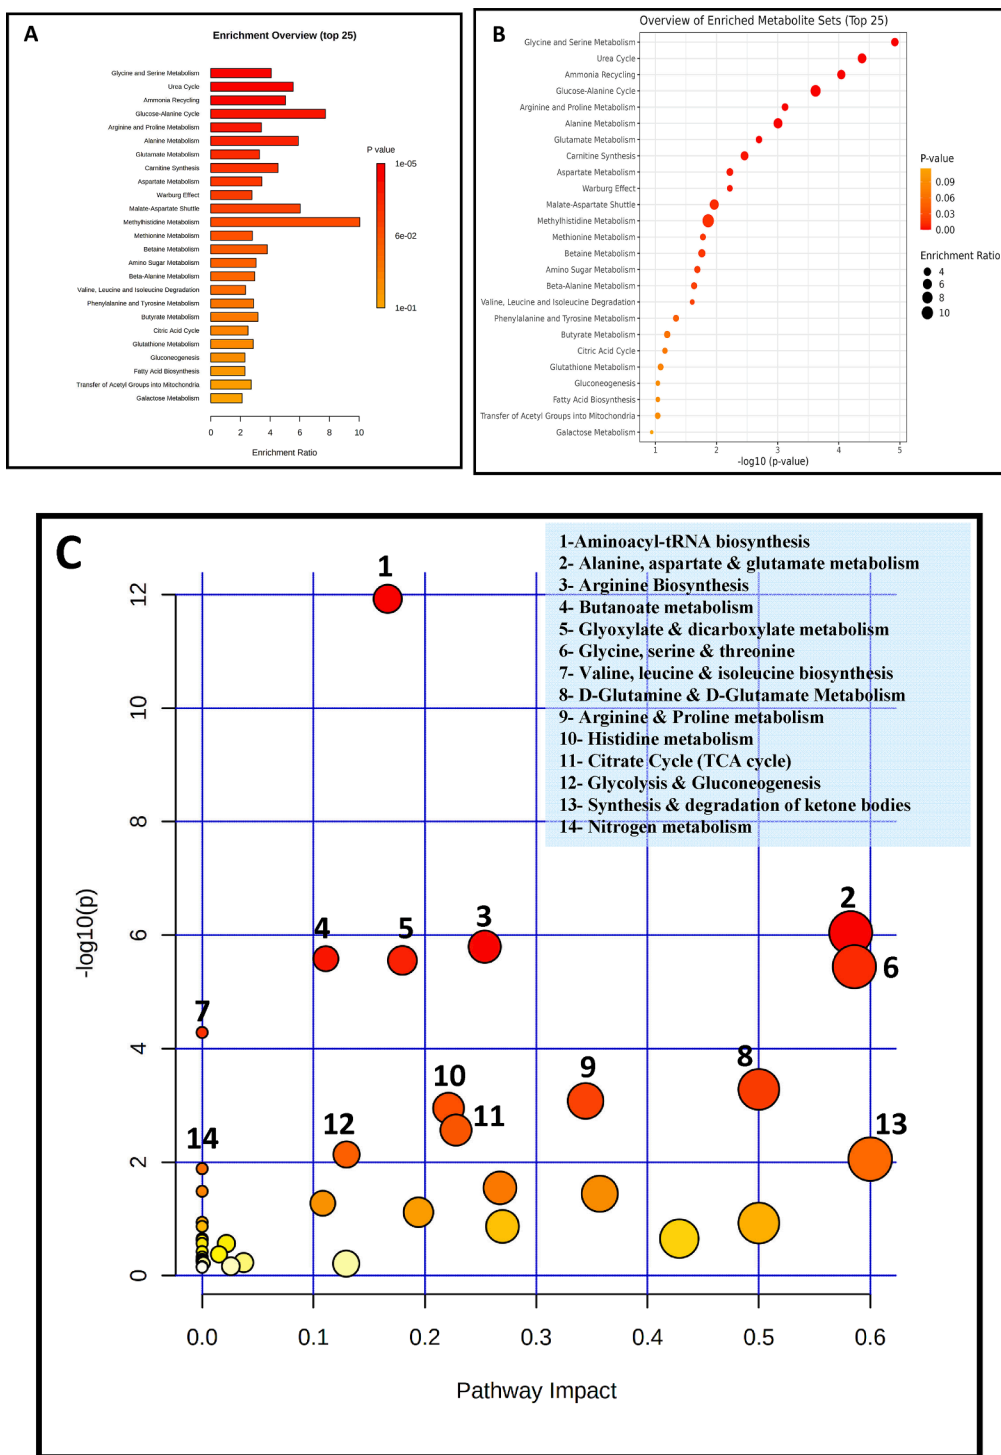 A
Enrichment Overview (top 25)
Glycine and Serine Metabolism
Urea Cycle
Ammonia Recycling
Glucose-Alanine Cycle
Arginine and Proline Metabolism
Alanine Metabolism
Glutamate Metabolism
Carnitine Synthesis
Aspartate Metabolism
Warburg Effect
Malate-Aspartate Shuttle
Methylhistidine Metabolism
Methionine Metabolism
Betaine Metabolism
Amino Sugar Metabolism
Beta-Alanine Metabolism
Valine, Leucine and Isoleucine Degradation
Phenylalanine and Tyrosine Metabolism
Butyrate Metabolism
Citric Acid Cycle
Glutathione Metabolism
Gluconeogenesis
Fatty Acid Biosynthesis
Transfer of Acetyl Groups into Mitochondria
Galactose Metabolism
0 2 4 6 8 10
Enrichment Ratio
P value
1e-05
6e-02
1e-01
B
Overview of Enriched Metabolite Sets (Top 25)
Glycine and Serine Metabolism
Urea Cycle
Ammonia Recycling
Glucose-Alanine Cycle
Arginine and Proline Metabolism
Alanine Metabolism
Glutamate Metabolism
Carnitine Synthesis
Aspartate Metabolism
Warburg Effect
Malate-Aspartate Shuttle
Methylhistidine Metabolism
Methionine Metabolism
Betaine Metabolism
Amino Sugar Metabolism
Beta-Alanine Metabolism
Valine, Leucine and Isoleucine Degradation
Phenylalanine and Tyrosine Metabolism
Butyrate Metabolism
Citric Acid Cycle
Glutathione Metabolism
Gluconeogenesis
Fatty Acid Biosynthesis
Transfer of Acetyl Groups into Mitochondria
Galactose Metabolism
1 2 3 4 5
-log10 (p-value)
P-value
0.09
0.06
0.03
0.00
Enrichment Ratio
4
6
8
10
C
1-Aminoacyl-tRNA biosynthesis
2- Alanine, aspartate & glutamate metabolism
3- Arginine Biosynthesis
4- Butanoate metabolism
5- Glyoxylate & dicarboxylate metabolism
6- Glycine, serine & threonine
7- Valine, leucine & isoleucine biosynthesis
8- D-Glutamine & D-Glutamate Metabolism
9- Arginine & Proline metabolism
10- Histidine metabolism
11- Citrate Cycle (TCA cycle)
12- Glycolysis & Gluconeogenesis
13- Synthesis & degradation of ketone bodies
14- Nitrogen metabolism
1
2
3
4
5
6
7
8
9
10
11
12
13
14
-log10(p)
12
10
8
6
4
2
0
0.0 0.1 0.2 0.3 0.4 0.5 0.6
Pathway Impact